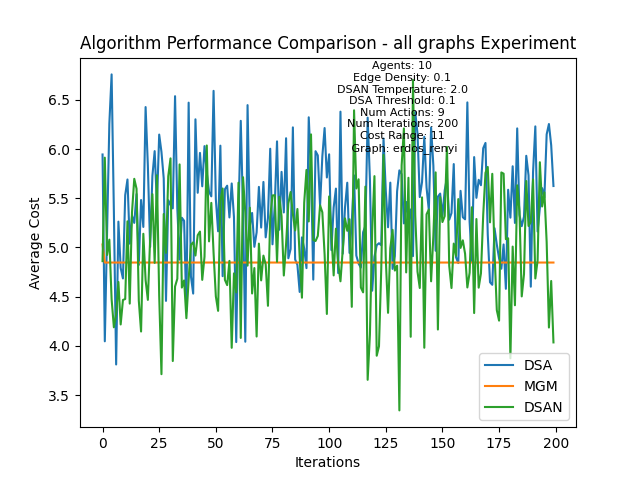 Algorithm Performance Comparison - all graphs Experiment
Agents: 10
Edge Density: 0.1
DSAN Temperature: 2.0
DSA Threshold: 0.1
Num Actions: 9
Num Iterations: 200
Cost Range: 11
Graph: erdos_renyi
Average Cost
6.5
6.0
5.5
5.0
4.5
4.0
3.5
DSA
MGM
DSAN
0 25 50 75 100 125 150 175 200
Iterations